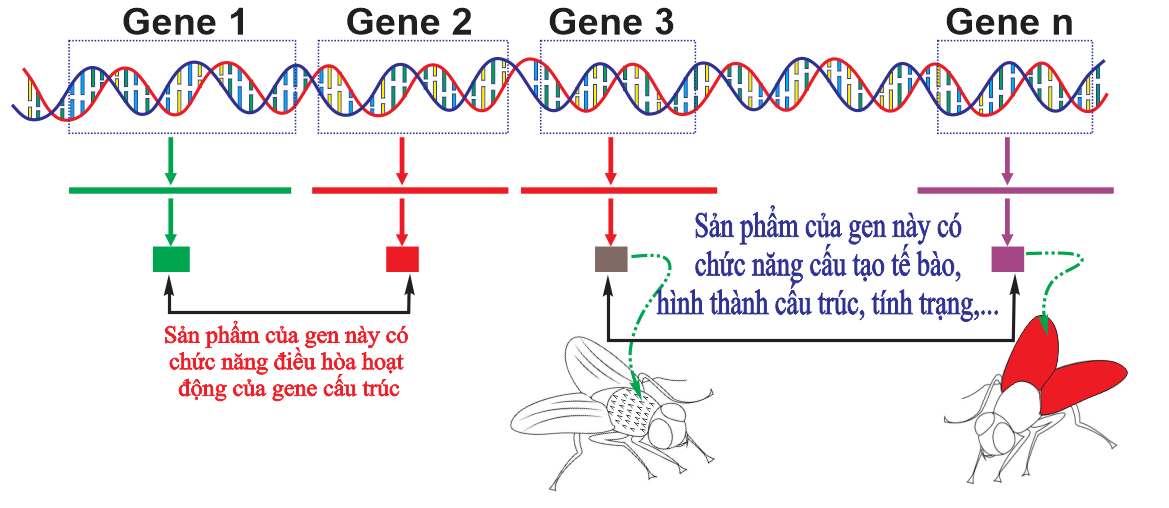 Gene 1
Gene 2
Gene 3
Gene n
Sản phẩm của gen này có
chức năng cấu tạo tế bào,
hình thành cấu trúc, tính trạng,...
Sản phẩm của gen này có
chức năng điều hòa hoạt
động của gene cấu trúc